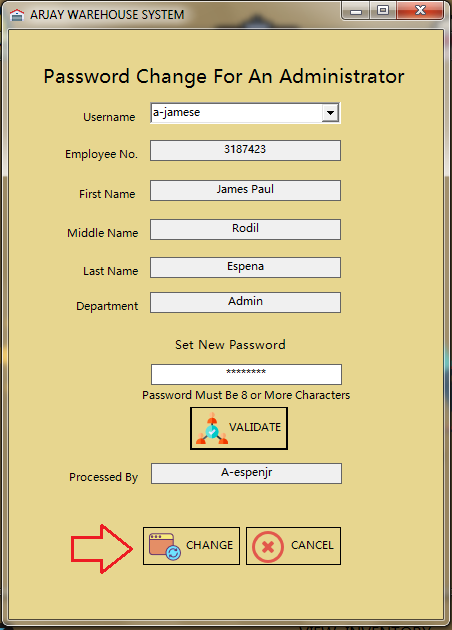 ARJAY WAREHOUSE SYSTEM
Password Change For An Administrator
Username a-jamese
Employee No. 3187423
First Name James Paul
Middle Name Rodil
Last Name Espena
Department Admin
Set New Password
********
Password Must Be 8 or More Characters
VALIDATE
Processed By A-espenjr
CHANGE CANCEL
VIEW INVENTORY